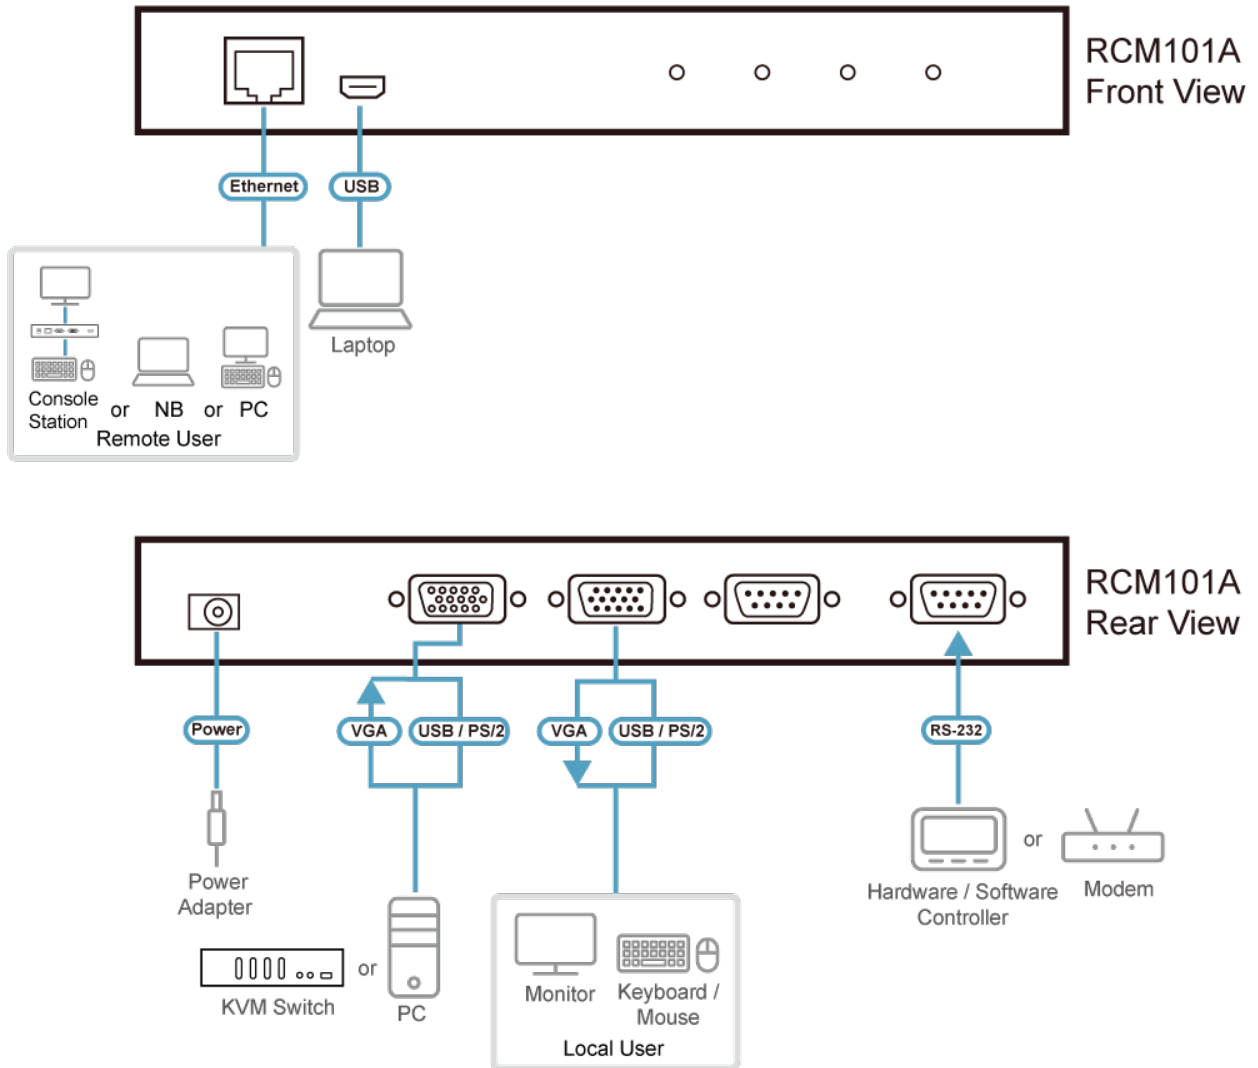 RCM101A
Front View
Ethernet
USB
Laptop
Console
Station
or
NB
or
PC
Remote User
RCM101A
Rear View
Power
VGA
USB / PS/2
VGA
USB / PS/2
RS-232
Power
Adapter
KVM Switch
or
PC
Monitor
Keyboard /
Mouse
Local User
Hardware / Software
Controller
or
Modem